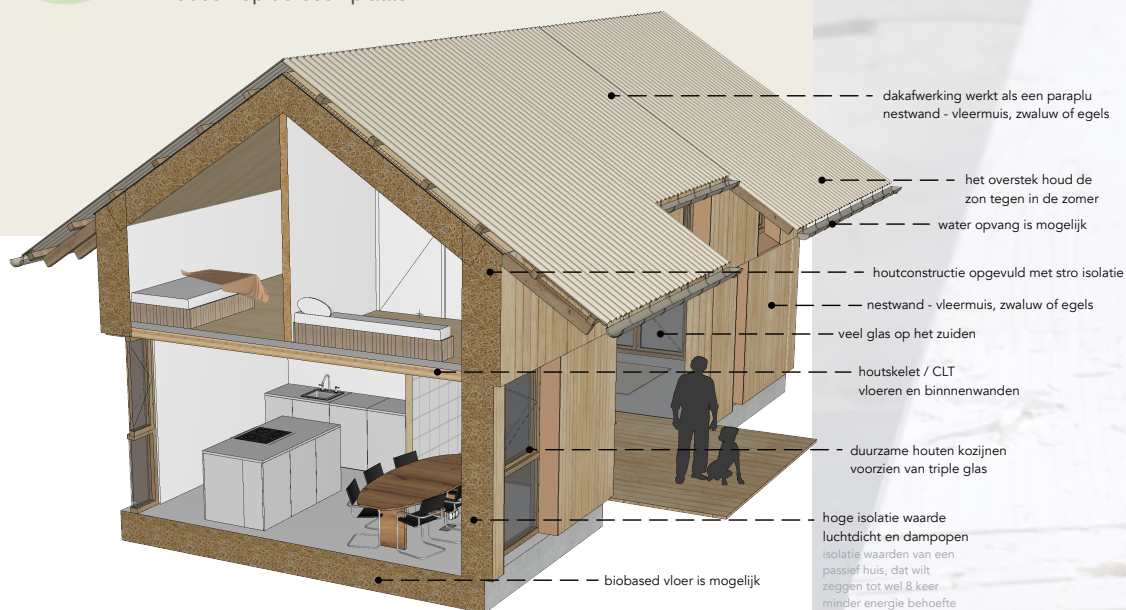 dakafwerking werkt als een paraplu
nestwand - vleermuis, zwaluw of egels
het overstek houd de
zon tegen in de zomer
water opvang is mogelijk
houtconstructie opgevuld met stro isolatie
nestwand - vleermuis, zwaluw of egels
veel glas op het zuiden
houtskelet / CLT
vloeren en binnnenwanden
duurzame houten kozijnen
voorzien van triple glas
hoge isolatie waarde
luchtdicht en dampopen
isolatie waarden van een
passief huis, dat wilt
zeggen tot wel 8 keer
minder energie behoefte
biobased vloer is mogelijk